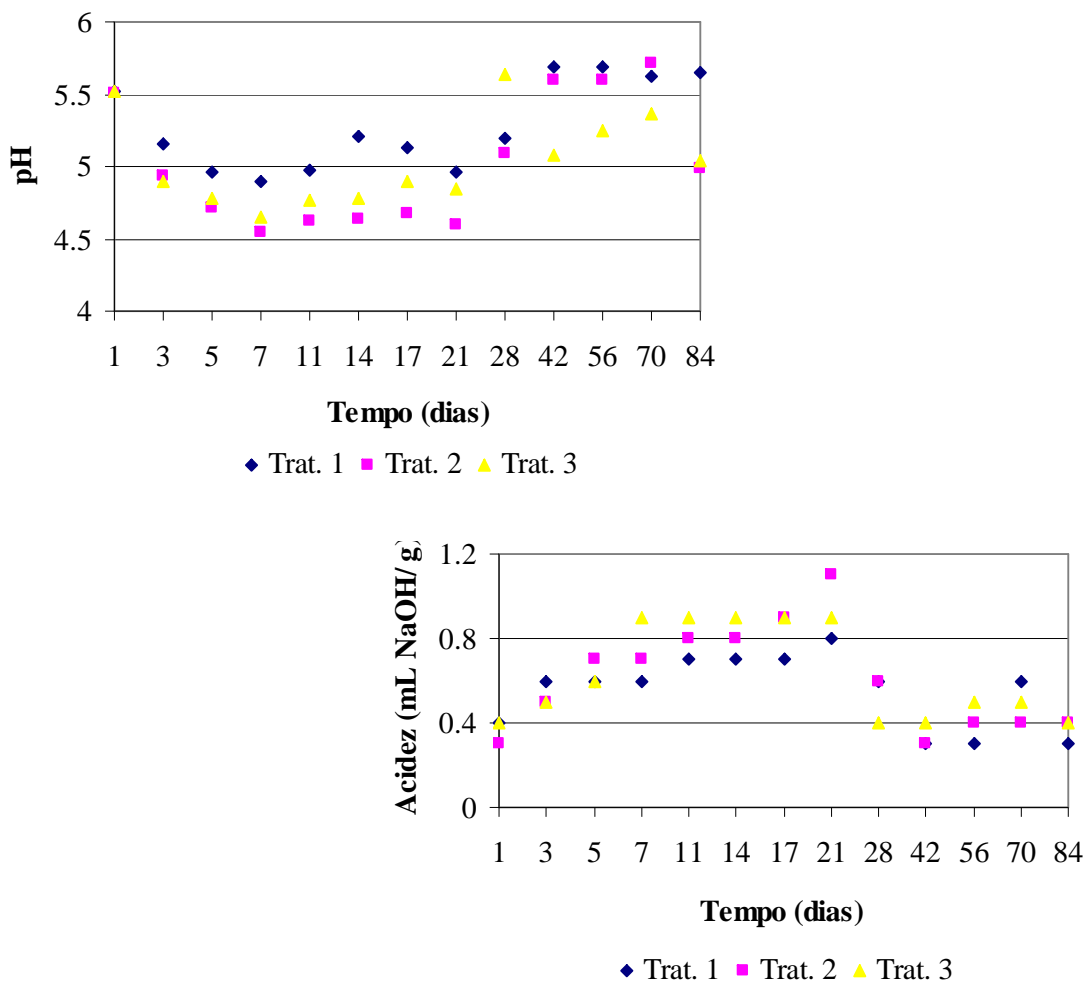 6
5.5
5
4.5
4
pH
1 3 5 7 11 14 17 21 28 42 56 70 84
Tempo (dias)
Trat. 1 Trat. 2 Trat. 3
1.2
0.8
0.4
0
Acidez (mL NaOH/g)
1 3 5 7 11 14 17 21 28 42 56 70 84
Tempo (dias)
Trat. 1 Trat. 2 Trat. 3